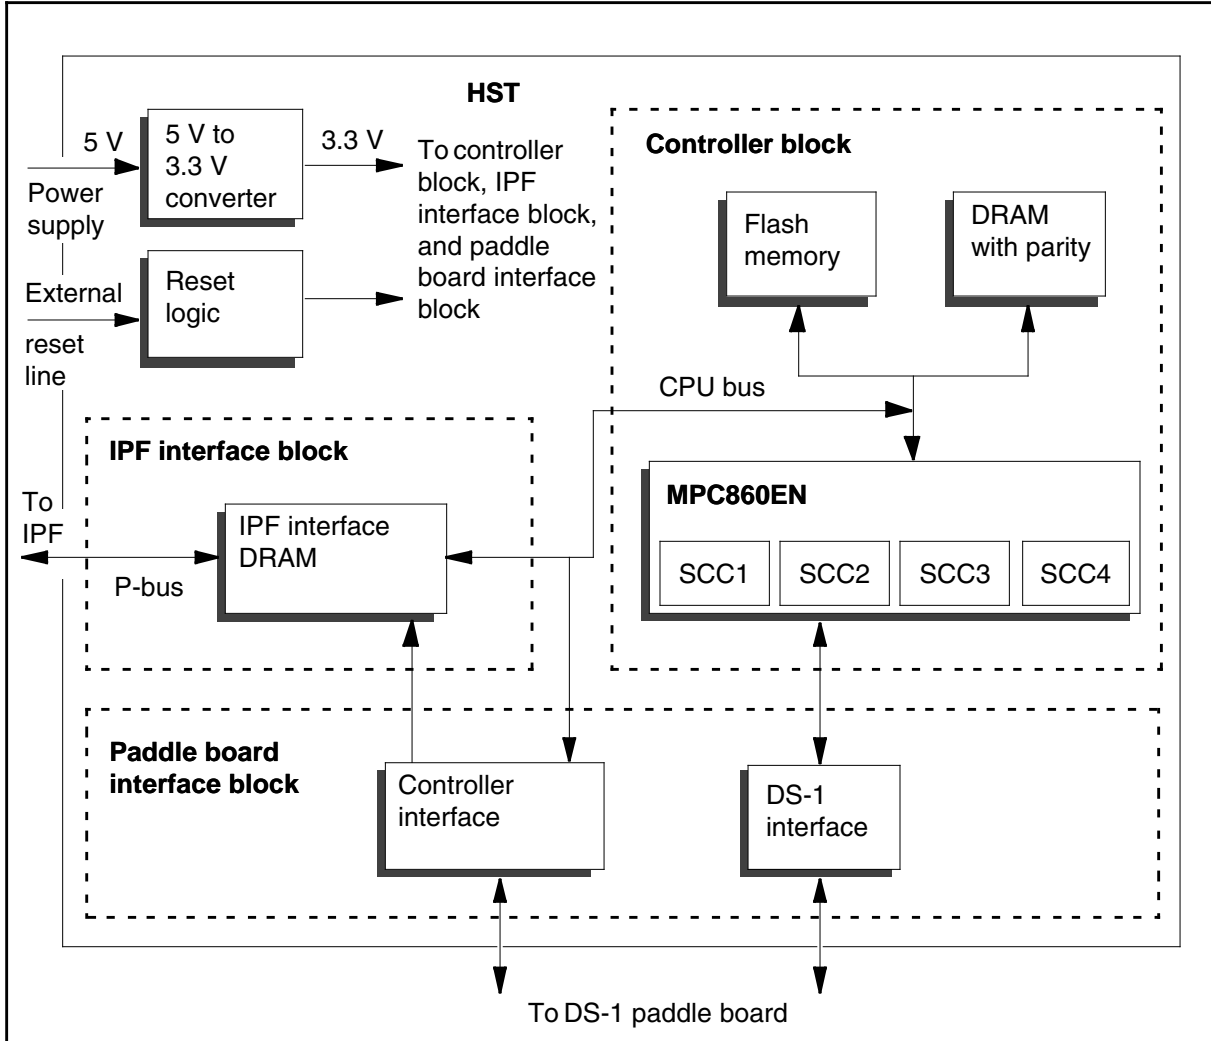 HST
5 V
5 V to
3.3 V
converter
3.3 V
To controller
block, IPF
interface block,
and paddle
board interface
block
Power
supply
External
reset
line
Reset
logic
Controller block
Flash
memory
DRAM
with parity
CPU bus
IPF interface block
To
IPF
P-bus
IPF interface
DRAM
MPC860EN
SCC1
SCC2
SCC3
SCC4
Paddle board
interface block
Controller
interface
DS-1
interface
To DS-1 paddle board